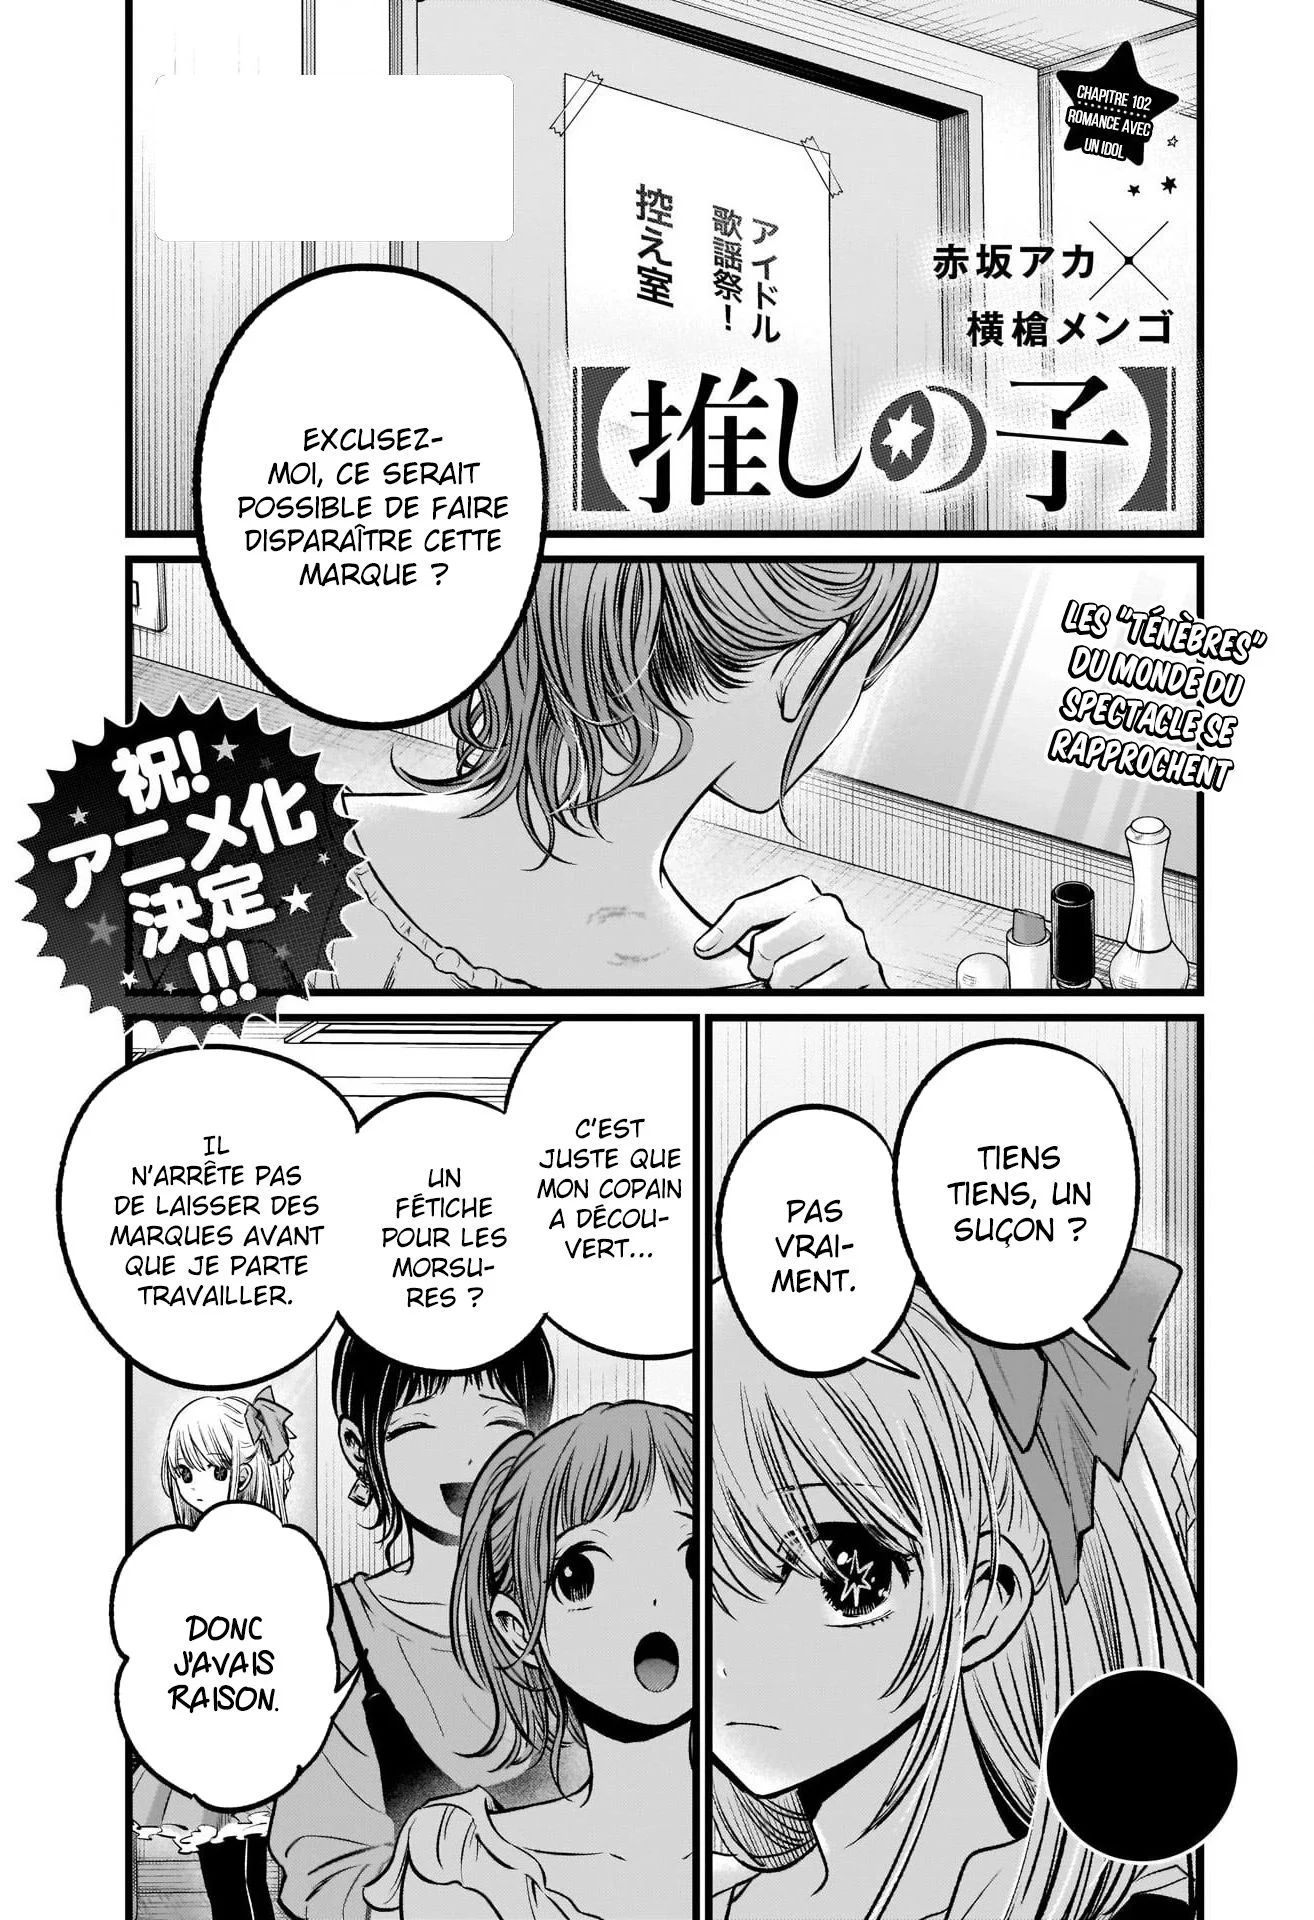 CHAPITRE 102
ROMANCE AVEC
UN IDOL
アイドル
歌謡祭！
控え室
赤坂アカ×
横槍メンゴ
【推しの子】
EXCUSEZ-
MOI, CE SERAIT
POSSIBLE DE FAIRE
DISPARAÎTRE CETTE
MARQUE ?
LES "TÉNÈBRES"
DU MONDE DU
SPECTACLE SE
RAPPROCHENT
祝！
アニメ化
決定
!!!
TIENS
TIENS, UN
SUÇON ?
PAS
VRAI-
MENT.
C'EST
JUSTE QUE
MON COPAIN
A DÉCOU-
VERT...
UN
FÉTICHE
POUR LES
MORSU-
RES ?
IL
N'ARRÊTE PAS
DE LAISSER DES
MARQUES AVANT
QUE JE PARTE
TRAVAILLER.
DONC
J'AVAIS
RAISON.